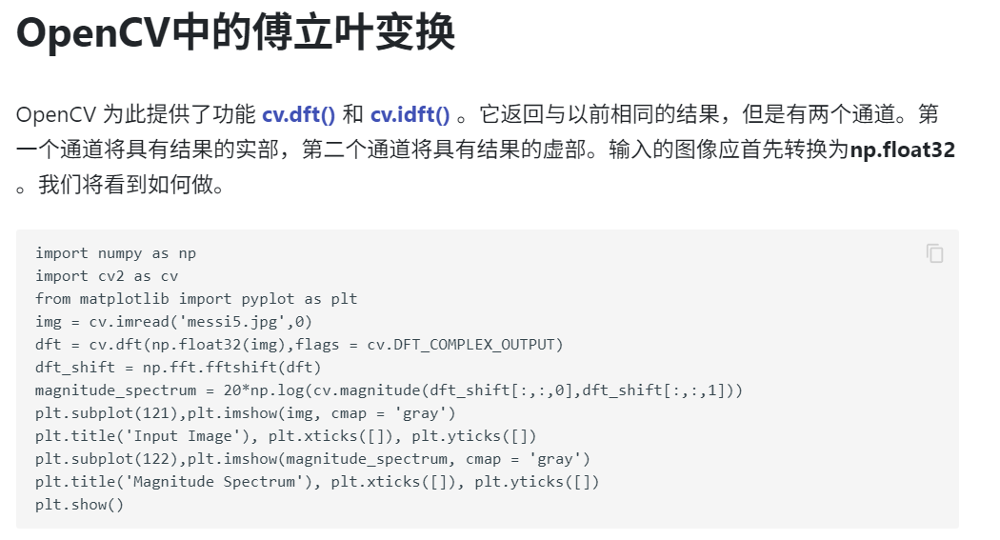 OpenCV中的傅立叶变换
OpenCV 为此提供了功能 cv.dft() 和 cv.idft() 。它返回与以前相同的结果，但是有两个通道。第
一个通道将具有结果的实部，第二个通道将具有结果的虚部。输入的图像应首先转换为np.float32
。我们将看到如何做。
import numpy as np
import cv2 as cv
from matplotlib import pyplot as plt
img = cv.imread('messi5.jpg',0)
dft = cv.dft(np.float32(img),flags = cv.DFT_COMPLEX_OUTPUT)
dft_shift = np.fft.fftshift(dft)
magnitude_spectrum = 20*np.log(cv.magnitude(dft_shift[:,:,0],dft_shift[:,:,1]))
plt.subplot(121),plt.imshow(img, cmap = 'gray')
plt.title('Input Image'), plt.xticks([]), plt.yticks([])
plt.subplot(122),plt.imshow(magnitude_spectrum, cmap = 'gray')
plt.title('Magnitude Spectrum'), plt.xticks([]), plt.yticks([])
plt.show()